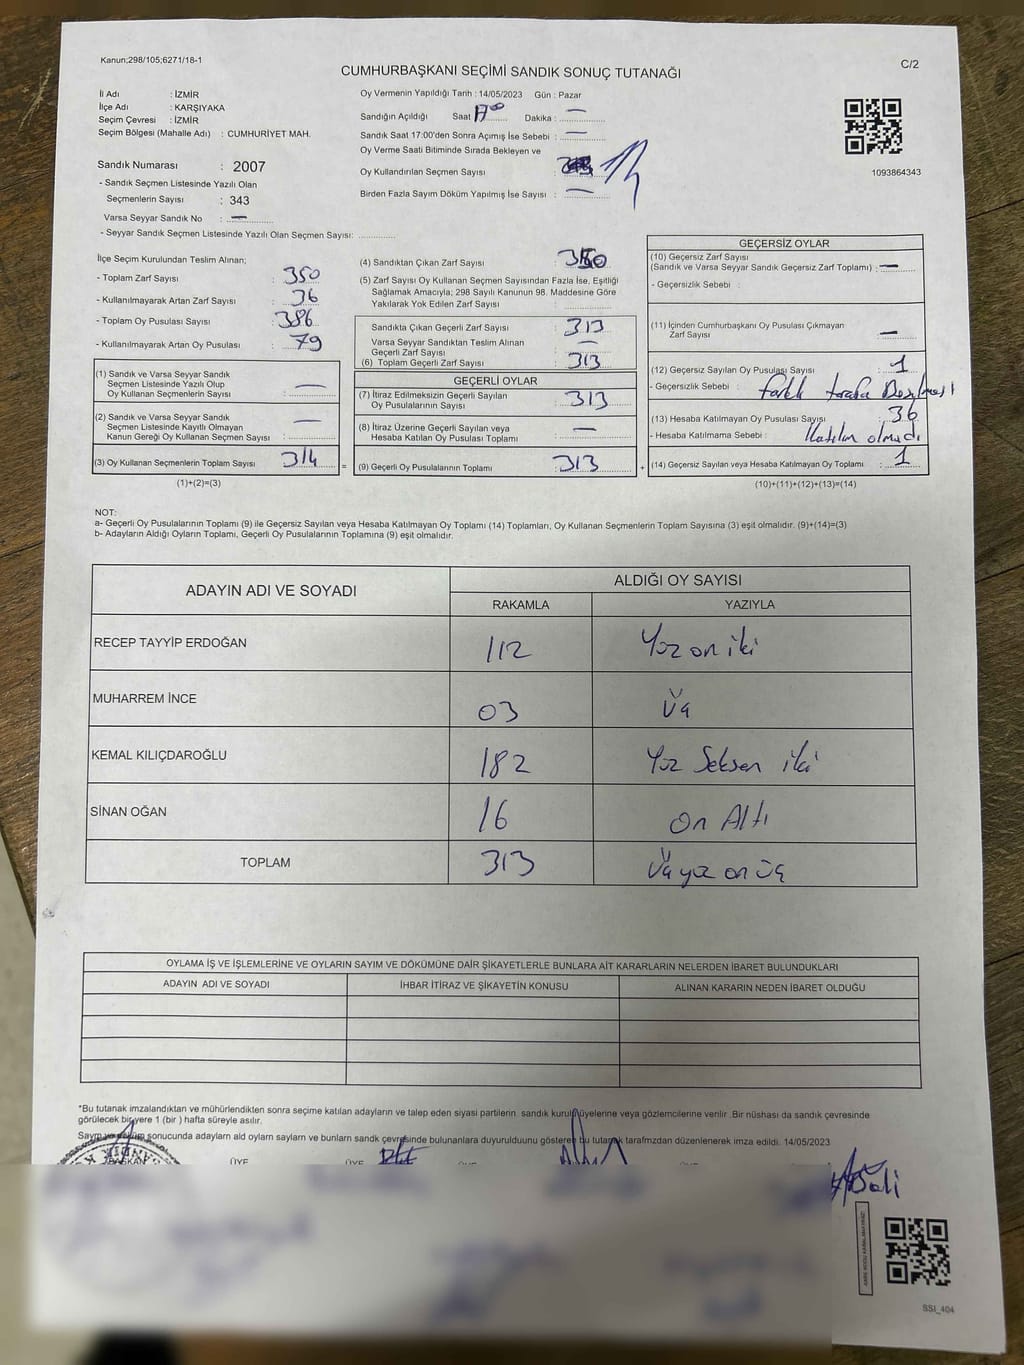 Kanun;298/105;6271/18-1
C/2
CUMHURBAŞKANI SEÇİMİ SANDIK SONUÇ TUTANAĞI
İl Adı : İZMİR
İlçe Adı : KARŞIYAKA
Seçim Çevresi : İZMİR
Seçim Bölgesi (Mahalle Adı) : CUMHURİYET MAH.
Sandık Numarası : 2007
- Sandık Seçmen Listesinde Yazılı Olan
Seçmenlerin Sayısı : 343
Varsa Seyyar Sandık No : —
- Seyyar Sandık Seçmen Listesinde Yazılı Olan Seçmen Sayısı:
Oy Vermenin Yapıldığı Tarih : 14/05/2023 Gün : Pazar
Sandığın Açıldığı Saat 17⁰⁰ Dakika : —
Sandık Saat 17:00'den Sonra Açımış İse Sebebi : —
Oy Verme Saati Bitiminde Sırada Bekleyen ve
Oy Kullandırılan Seçmen Sayısı :
Birden Fazla Sayım Döküm Yapılmış İse Sayısı : —
1093864343
İlçe Seçim Kurulundan Teslim Alınan;
- Toplam Zarf Sayısı : 350
- Kullanılmayarak Artan Zarf Sayısı : 36
- Toplam Oy Pusulası Sayısı : 386
- Kullanılmayarak Artan Oy Pusulası : 79
(1) Sandık ve Varsa Seyyar Sandık
Seçmen Listesinde Yazılı Olup
Oy Kullanan Seçmenlerin Sayısı : —
(2) Sandık ve Varsa Seyyar Sandık
Seçmen Listesinde Kayıtlı Olmayan
Kanun Gereği Oy Kullanan Seçmen Sayısı : —
(3) Oy Kullanan Seçmenlerin Toplam Sayısı : 314 =
(1)+(2)=(3)
(4) Sandıktan Çıkan Zarf Sayısı :
(5) Zarf Sayısı Oy Kullanan Seçmen Sayısından Fazla İse, Eşitliği
Sağlamak Amacıyla; 298 Sayılı Kanunun 98. Maddesine Göre
Yakılarak Yok Edilen Zarf Sayısı :
Sandıkta Çıkan Geçerli Zarf Sayısı : 313
Varsa Seyyar Sandıktan Teslim Alınan
Geçerli Zarf Sayısı : —
(6) Toplam Geçerli Zarf Sayısı : 313
GEÇERLİ OYLAR
(7) İtiraz Edilmeksizin Geçerli Sayılan
Oy Pusulalarının Sayısı : 313
(8) İtiraz Üzerine Geçerli Sayılan veya
Hesaba Katılan Oy Pusulası Toplamı : —
(9) Geçerli Oy Pusulalarının Toplamı : 313 +
GEÇERSİZ OYLAR
(10) Geçersiz Zarf Sayısı
(Sandık ve Varsa Seyyar Sandık Geçersiz Zarf Toplamı) : —
- Geçersizlik Sebebi :
(11) İçinden Cumhurbaşkanı Oy Pusulası Çıkmayan
Zarf Sayısı : —
(12) Geçersiz Sayılan Oy Pusulası Sayısı : 1
- Geçersizlik Sebebi : farklı tarafa
(13) Hesaba Katılmayan Oy Pusulası Sayısı : 36
- Hesaba Katılmama Sebebi : Katılım olmadı
(14) Geçersiz Sayılan veya Hesaba Katılmayan Oy Toplamı : 1
(10)+(11)+(12)+(13)=(14)
NOT:
a- Geçerli Oy Pusulalarının Toplamı (9) ile Geçersiz Sayılan veya Hesaba Katılmayan Oy Toplamı (14) Toplamları, Oy Kullanan Seçmenlerin Toplam Sayısına (3) eşit olmalıdır. (9)+(14)=(3)
b- Adayların Aldığı Oyların Toplamı, Geçerli Oy Pusulalarının Toplamına (9) eşit olmalıdır.
ADAYIN ADI VE SOYADI
ALDIĞI OY SAYISI
RAKAMLA YAZIYLA
RECEP TAYYİP ERDOĞAN 112 Yüz on iki
MUHARREM İNCE 03 Üç
KEMAL KILIÇDAROĞLU 182 Yüz Seksen iki
SİNAN OĞAN 16 On Altı
TOPLAM 313 Üçyüz on üç
OYLAMA İŞ VE İŞLEMLERİNE VE OYLARIN SAYIM VE DÖKÜMÜNE DAİR ŞİKAYETLERLE BUNLARA AİT KARARLARIN NELERDEN İBARET BULUNDUKLARI
ADAYIN ADI VE SOYADI İHBAR İTİRAZ VE ŞİKAYETİN KONUSU ALINAN KARARIN NEDEN İBARET OLDUĞU
*Bu tutanak imzalandıktan ve mühürlendikten sonra seçime katılan adayların ve talep eden siyasi partilerin sandık kurulu üyelerine veya gözlemcilerine verilir .Bir nüshası da sandık çevresinde
görülecek bir yere 1 (bir ) hafta süreyle asılır.
Sayım ve döküm sonucunda adayların ald oyların sayları ve bunların sandk çevresinde bulunanlara duyurulduunu gösteren bu tutanak tarafmzdan düzenlenerek imza edildi. 14/05/2023
BAŞKAN ÜYE ÜYE
SSI_404